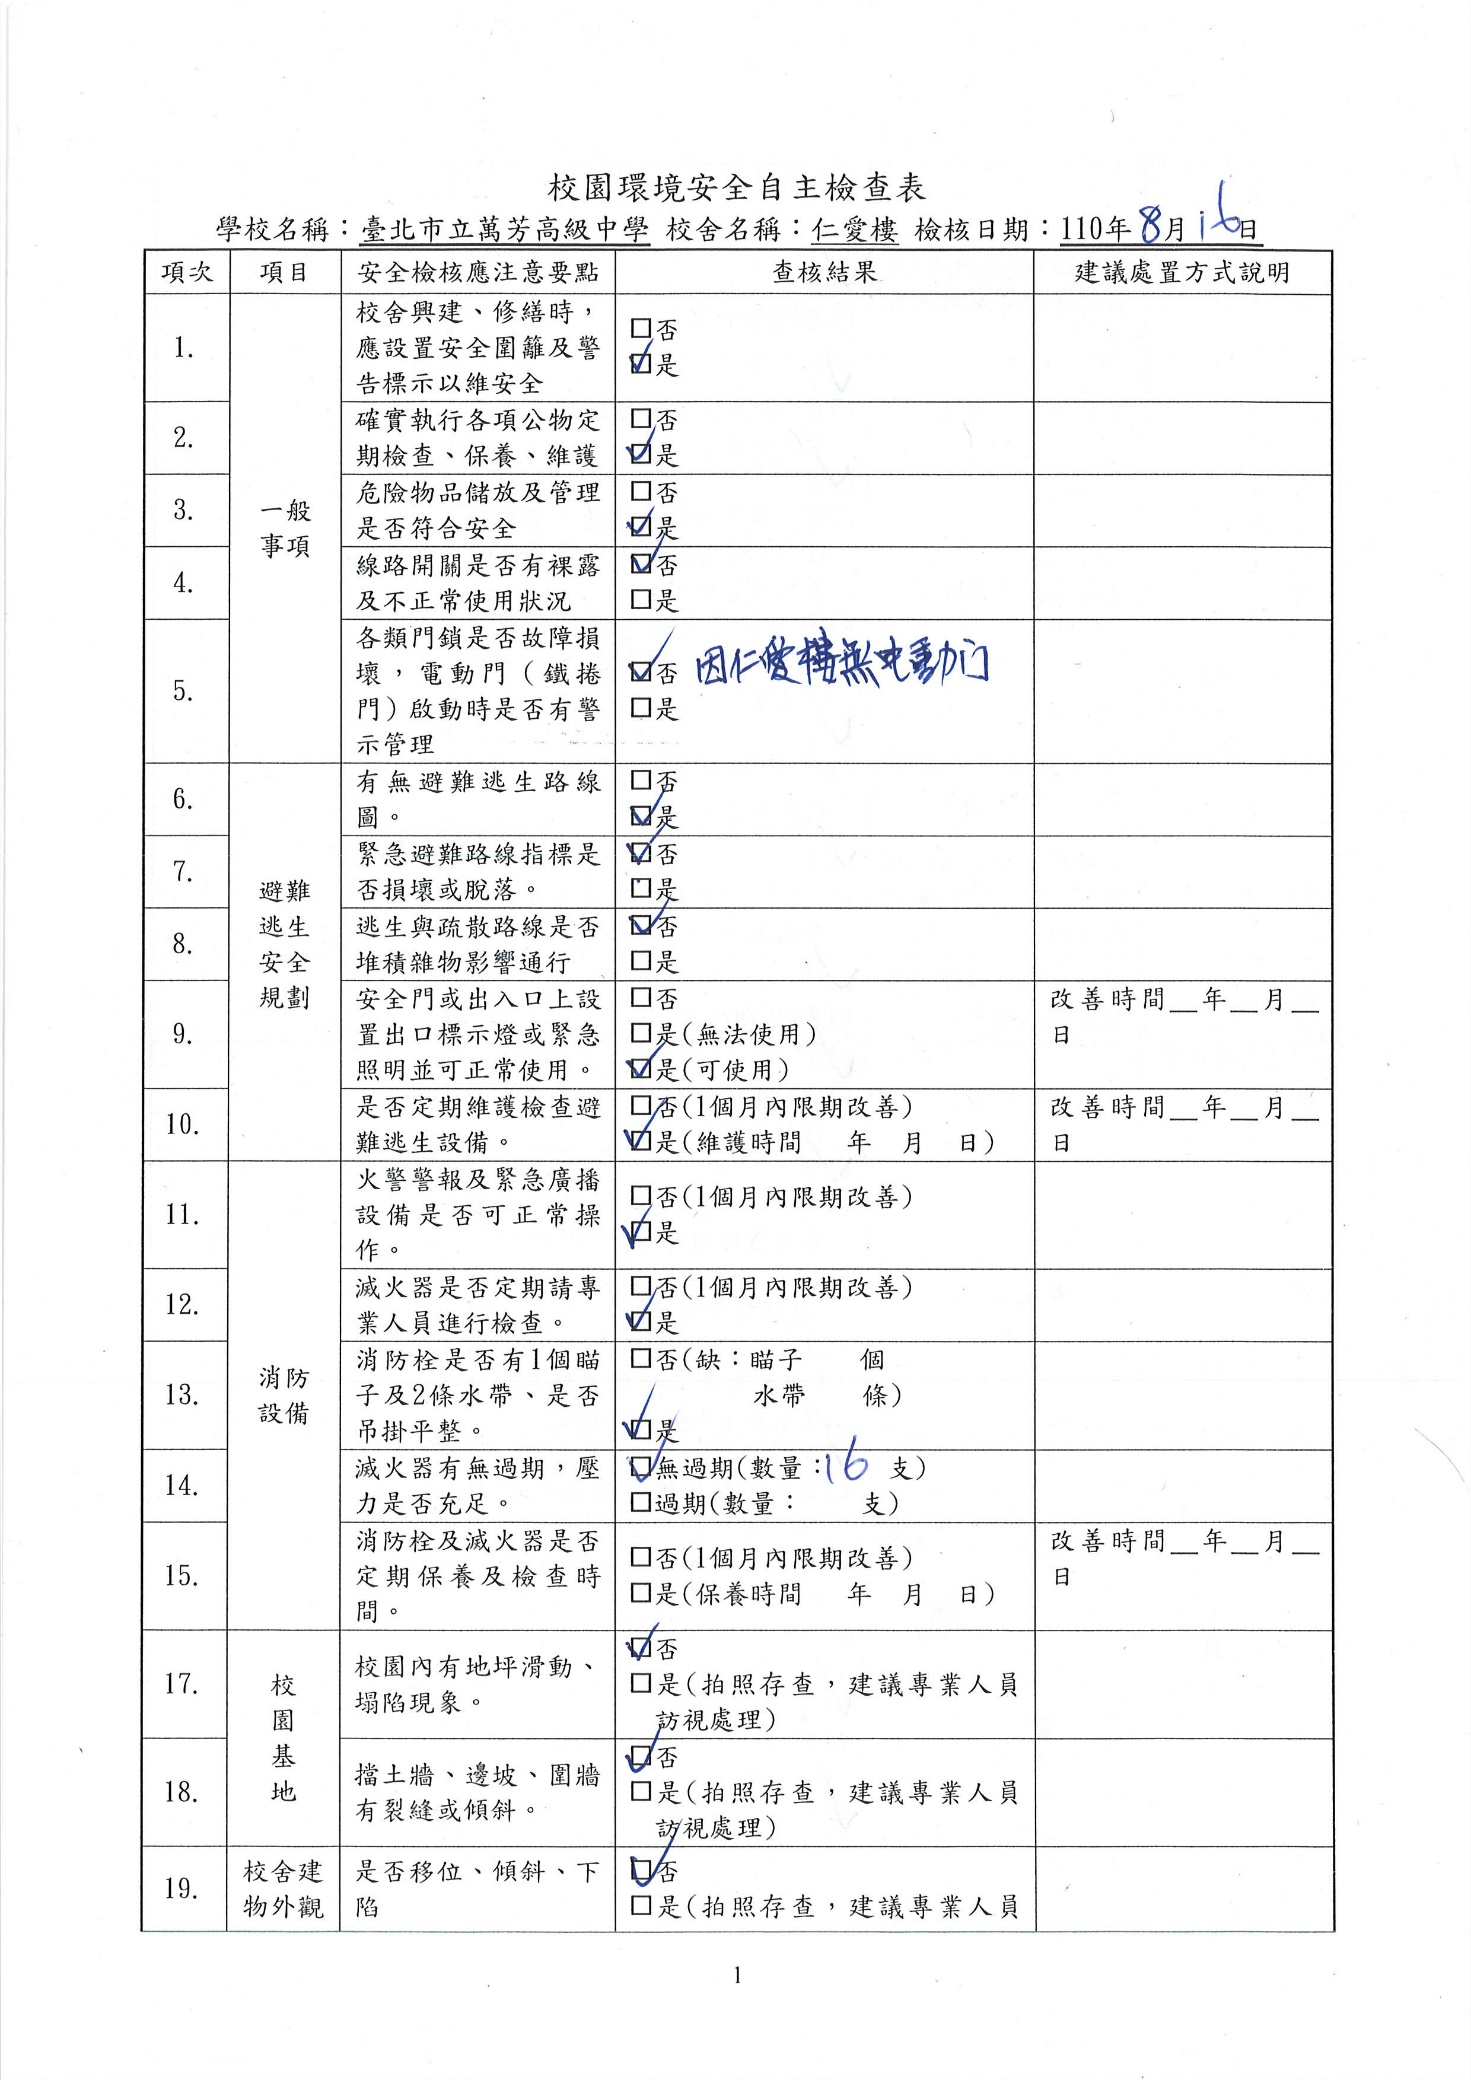 校園環境安全自主檢查表
學校名稱：臺北市立萬芳高級中學 校舍名稱：仁愛樓 檢核日期：110年8月16日
項次 項目 安全檢核應注意要點 查核結果 建議處置方式說明
一般
事項
1.
校舍興建、修繕時，
應設置安全圍籬及警
告標示以維安全
□否
☑是
2.
確實執行各項公物定
期檢查、保養、維護
□否
☑是
3.
危險物品儲放及管理
是否符合安全
□否
☑是
4.
線路開關是否有裸露
及不正常使用狀況
☑否
□是
5.
各類門鎖是否故障損
壞，電動門（鐵捲
門）啟動時是否有警
示管理
☑否 因仁愛樓無电動门
□是
避難
逃生
安全
規劃
6.
有無避難逃生路線
圖。
□否
☑是
7.
緊急避難路線指標是
否損壞或脫落。
☑否
□是
8.
逃生與疏散路線是否
堆積雜物影響通行
☑否
□是
9.
安全門或出入口上設
置出口標示燈或緊急
照明並可正常使用。
□否
□是(無法使用)
☑是(可使用)
改善時間__年__月__
日
10.
是否定期維護檢查避
難逃生設備。
□否(1個月內限期改善)
☑是(維護時間 年 月 日)
改善時間__年__月__
日
消防
設備
11.
火警警報及緊急廣播
設備是否可正常操
作。
□否(1個月內限期改善)
☑是
12.
滅火器是否定期請專
業人員進行檢查。
□否(1個月內限期改善)
☑是
13.
消防栓是否有1個瞄
子及2條水帶、是否
吊掛平整。
□否(缺：瞄子 個
水帶 條)
☑是
14.
滅火器有無過期，壓
力是否充足。
☑無過期(數量：16 支)
□過期(數量： 支)
15.
消防栓及滅火器是否
定期保養及檢查時
間。
□否(1個月內限期改善)
□是(保養時間 年 月 日)
改善時間__年__月__
日
校
園
基
地
17.
校園內有地坪滑動、
塌陷現象。
☑否
□是(拍照存查，建議專業人員
訪視處理)
18.
擋土牆、邊坡、圍牆
有裂縫或傾斜。
☑否
□是(拍照存查，建議專業人員
訪視處理)
校舍建
物外觀
19.
是否移位、傾斜、下
陷
☑否
□是(拍照存查，建議專業人員
1